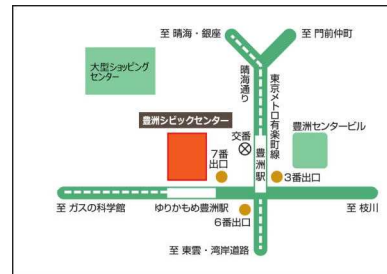 至 晴海・銀座
至 門前仲町
大型ショッピング
センター
晴海通り
東京メトロ有楽町線
豊洲シビックセンター
交番
豊洲駅
豊洲センタービル
7番
出口
3番出口
至 ガスの科学館
ゆりかもめ豊洲駅
6番出口
至 枝川
至 東雲・湾岸道路